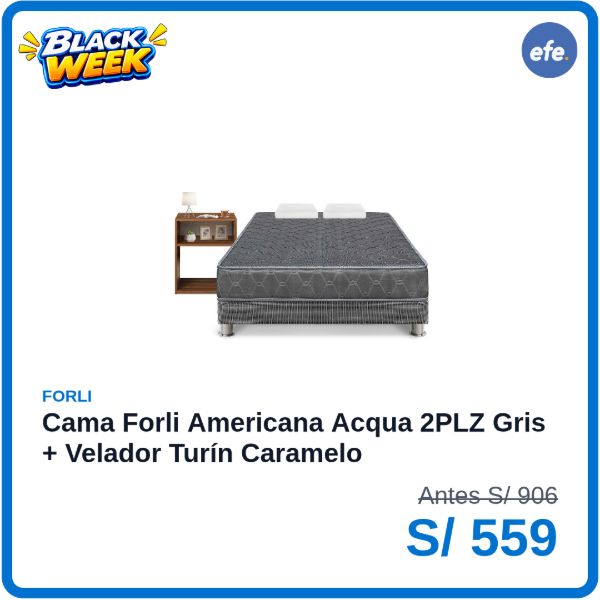 BLACK
WEEK
efe.
FORLI
Cama Forli Americana Acqua 2PLZ Gris
+ Velador Turín Caramelo
Antes S/ 906
S/ 559